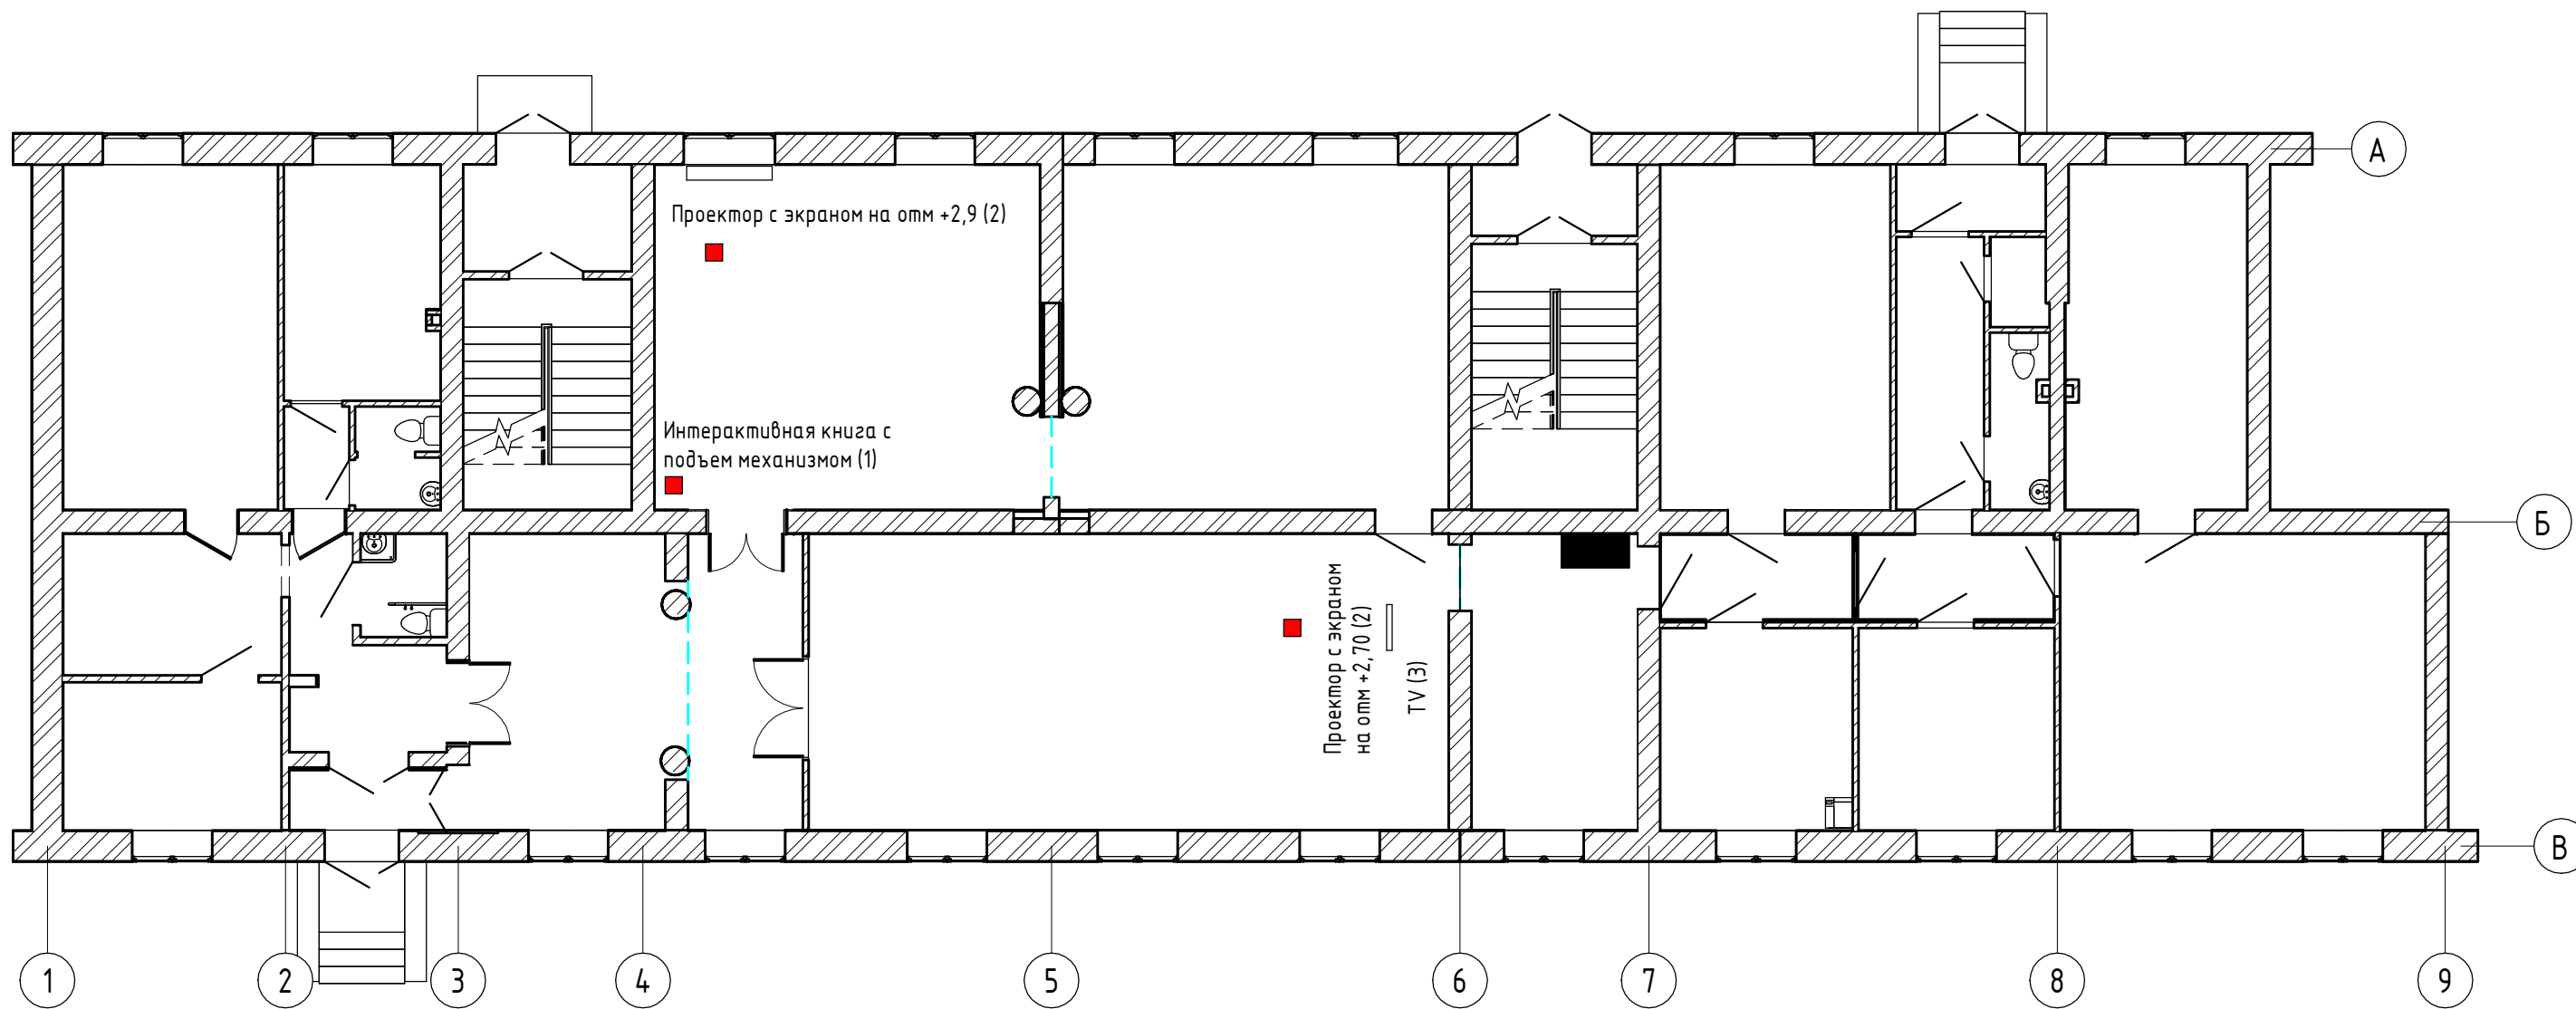 А
Проектор с экраном на отм +2,9 (2)
Интерактивная книга с
подъем механизмом (1)
Б
Проектор с экраном
на отм +2,70 (2)
TV (3)
В
1
2
3
4
5
6
7
8
9